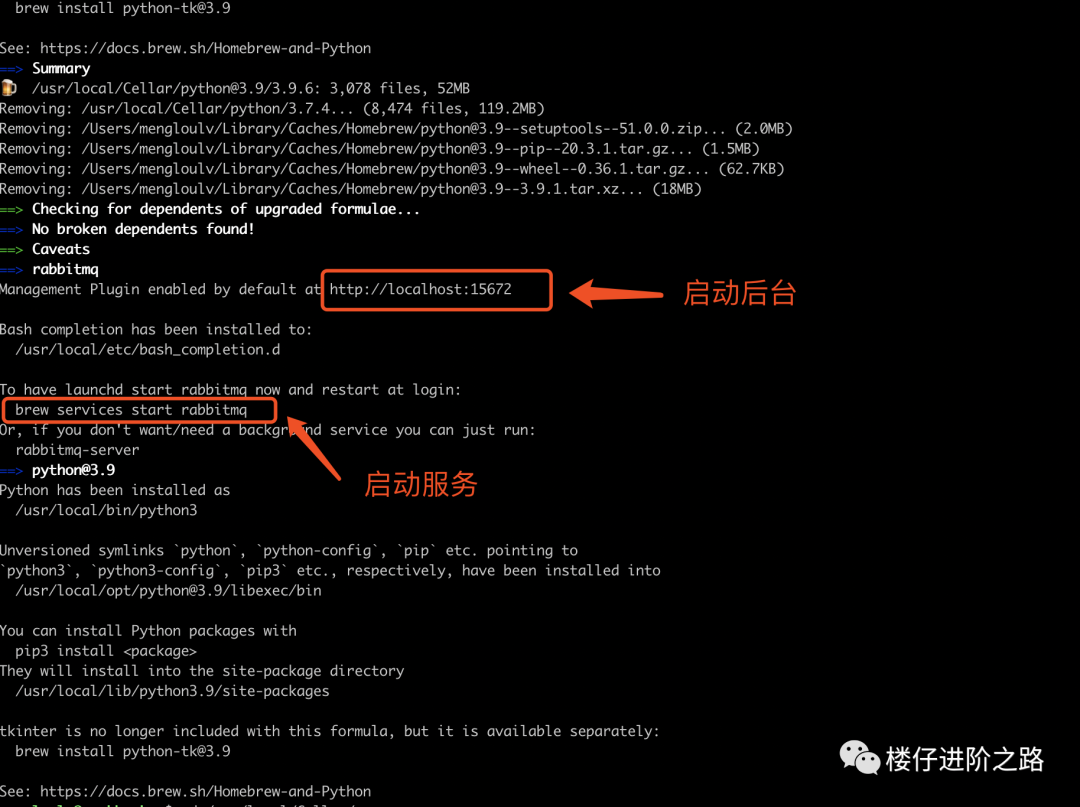 brew install python-tk@3.9
See: https://docs.brew.sh/Homebrew-and-Python
==> Summary
🍺 /usr/local/Cellar/python@3.9/3.9.6: 3,078 files, 52MB
Removing: /usr/local/Cellar/python/3.7.4... (8,474 files, 119.2MB)
Removing: /Users/mengloulv/Library/Caches/Homebrew/python@3.9--setuptools--51.0.0.zip... (2.0MB)
Removing: /Users/mengloulv/Library/Caches/Homebrew/python@3.9--pip--20.3.1.tar.gz... (1.5MB)
Removing: /Users/mengloulv/Library/Caches/Homebrew/python@3.9--wheel--0.36.1.tar.gz... (62.7KB)
Removing: /Users/mengloulv/Library/Caches/Homebrew/python@3.9--3.9.1.tar.xz... (18MB)
==> Checking for dependents of upgraded formulae...
==> No broken dependents found!
==> Caveats
==> rabbitmq
Management Plugin enabled by default at http://localhost:15672
启动后台
Bash completion has been installed to:
/usr/local/etc/bash_completion.d
To have launchd start rabbitmq now and restart at login:
brew services start rabbitmq
Or, if you don't want/need a background service you can just run:
rabbitmq-server
启动服务
==> python@3.9
Python has been installed as
/usr/local/bin/python3
Unversioned symlinks `python`, `python-config`, `pip` etc. pointing to
`python3`, `python3-config`, `pip3` etc., respectively, have been installed into
/usr/local/opt/python@3.9/libexec/bin
You can install Python packages with
pip3 install <package>
They will install into the site-package directory
/usr/local/lib/python3.9/site-packages
tkinter is no longer included with this formula, but it is available separately:
brew install python-tk@3.9
楼仔进阶之路
See: https://docs.brew.sh/Homebrew-and-Python